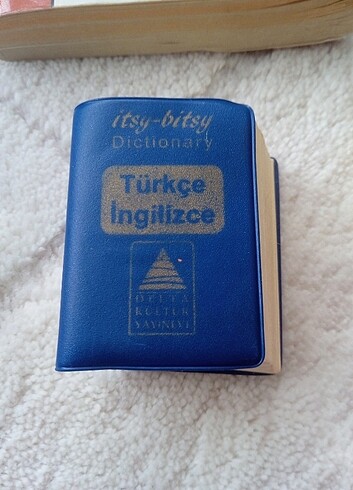 itsy-bitsy
Dictionary
Türkçe
İngilizce
DELTA
KÜLTÜR
YAYINEVİ